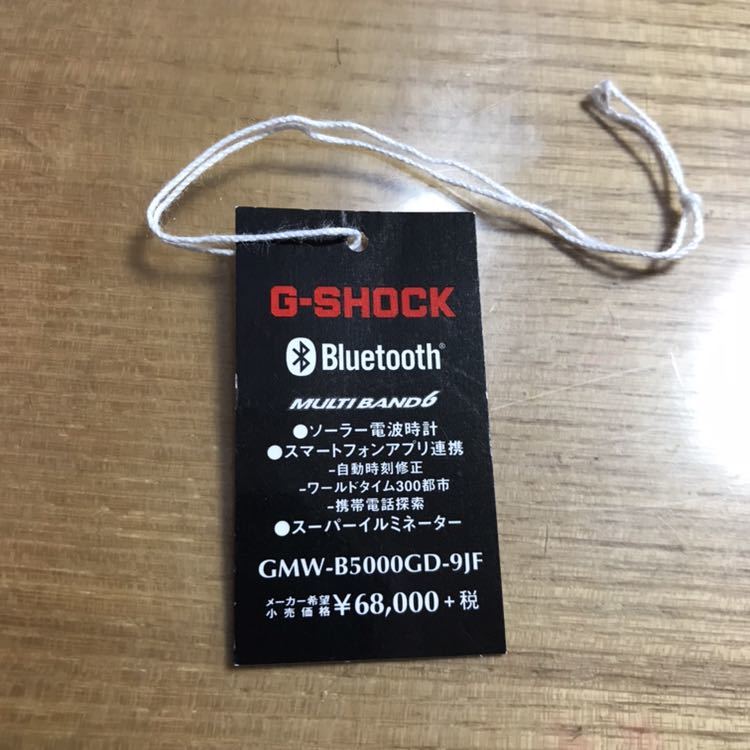 G-SHOCK
Bluetooth®
MULTI BAND 6
●ソーラー電波時計
●スマートフォンアプリ連携
-自動時刻修正
-ワールドタイム300都市
-携帯電話探索
●スーパーイルミネーター
GMW-B5000GD-9JF
メーカー希望小売価格 ¥68,000+税